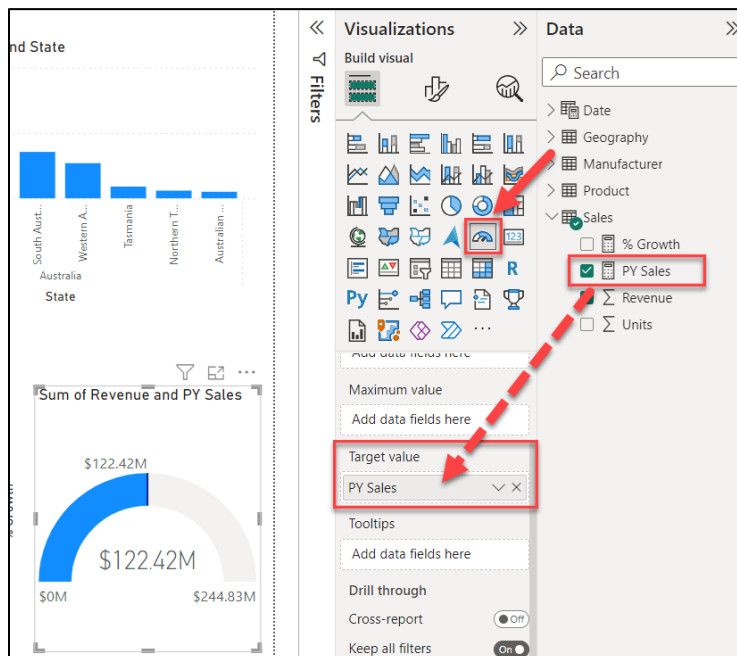 nd State
South Aust...
Western A...
Tasmania
Northern T...
Australian ...
Australia
State
Sum of Revenue and PY Sales
$122.42M
$122.42M
$0M
$244.83M
Filters
Visualizations
Build visual
123
R
Py
...
Add data fields here
Maximum value
Add data fields here
Target value
PY Sales
Tooltips
Add data fields here
Drill through
Cross-report
Off
Keep all filters
On
Data
Search
Date
Geography
Manufacturer
Product
Sales
% Growth
PY Sales
Revenue
Units